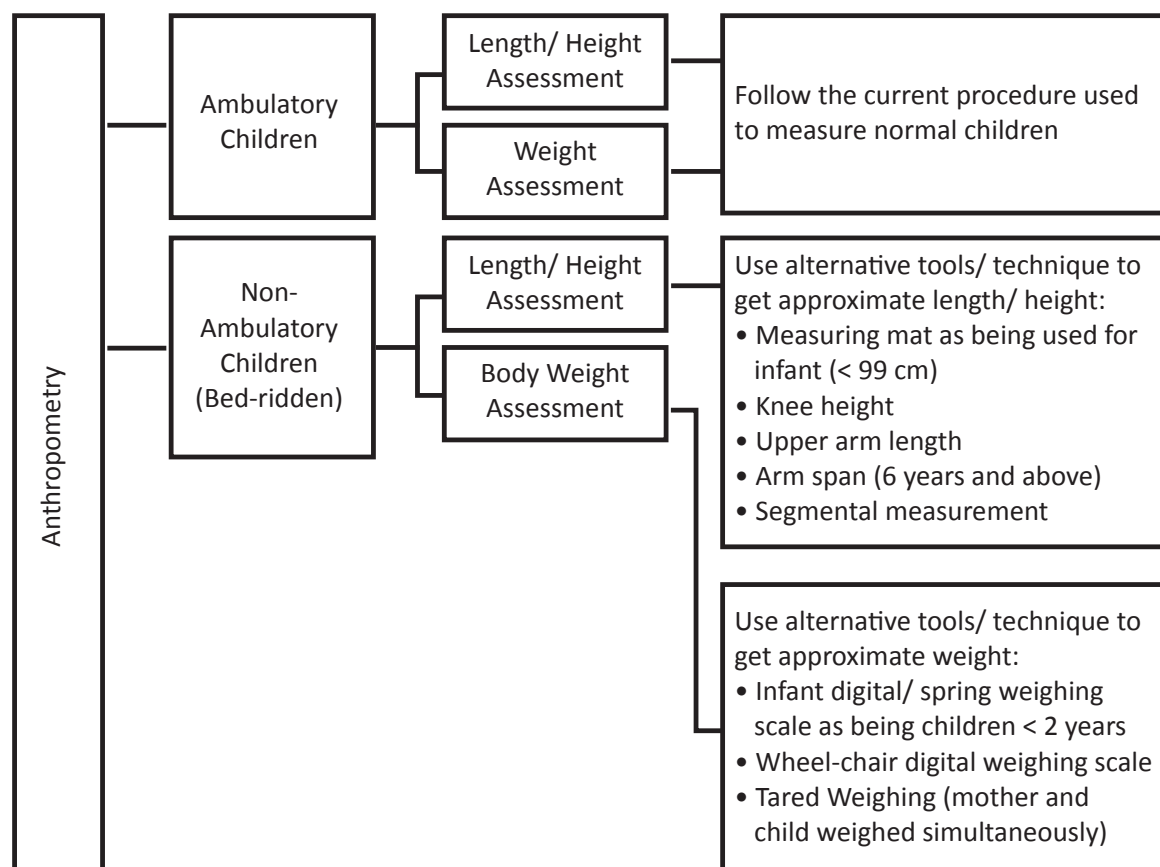 Anthropometry
Ambulatory
Children
Length/ Height
Assessment
Weight
Assessment
Follow the current procedure used
to measure normal children
Non-
Ambulatory
Children
(Bed-ridden)
Length/ Height
Assessment
Body Weight
Assessment
Use alternative tools/ technique to
get approximate length/ height:
• Measuring mat as being used for
infant (< 99 cm)
• Knee height
• Upper arm length
• Arm span (6 years and above)
• Segmental measurement
Use alternative tools/ technique to
get approximate weight:
• Infant digital/ spring weighing
scale as being children < 2 years
• Wheel-chair digital weighing scale
• Tared Weighing (mother and
child weighed simultaneously)